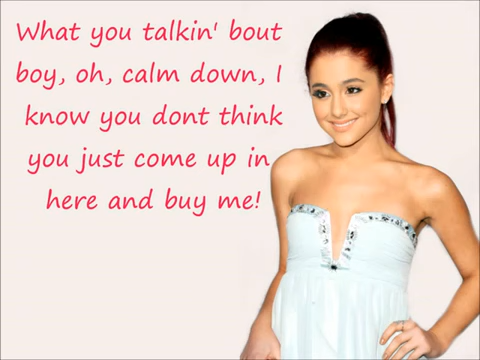 What you talkin' bout
boy, oh, calm down, I
know you dont think
you just come up in
here and buy me!